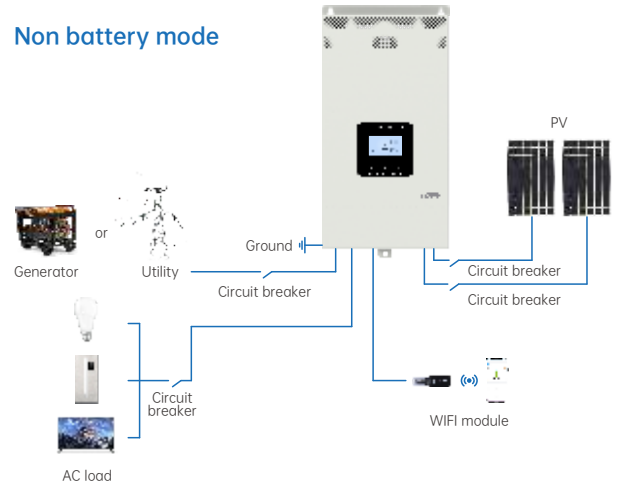 Non battery mode
PV
or
Ground
Generator
Utility
Circuit breaker
Circuit breaker
Circuit breaker
Circuit
breaker
WIFI module
AC load